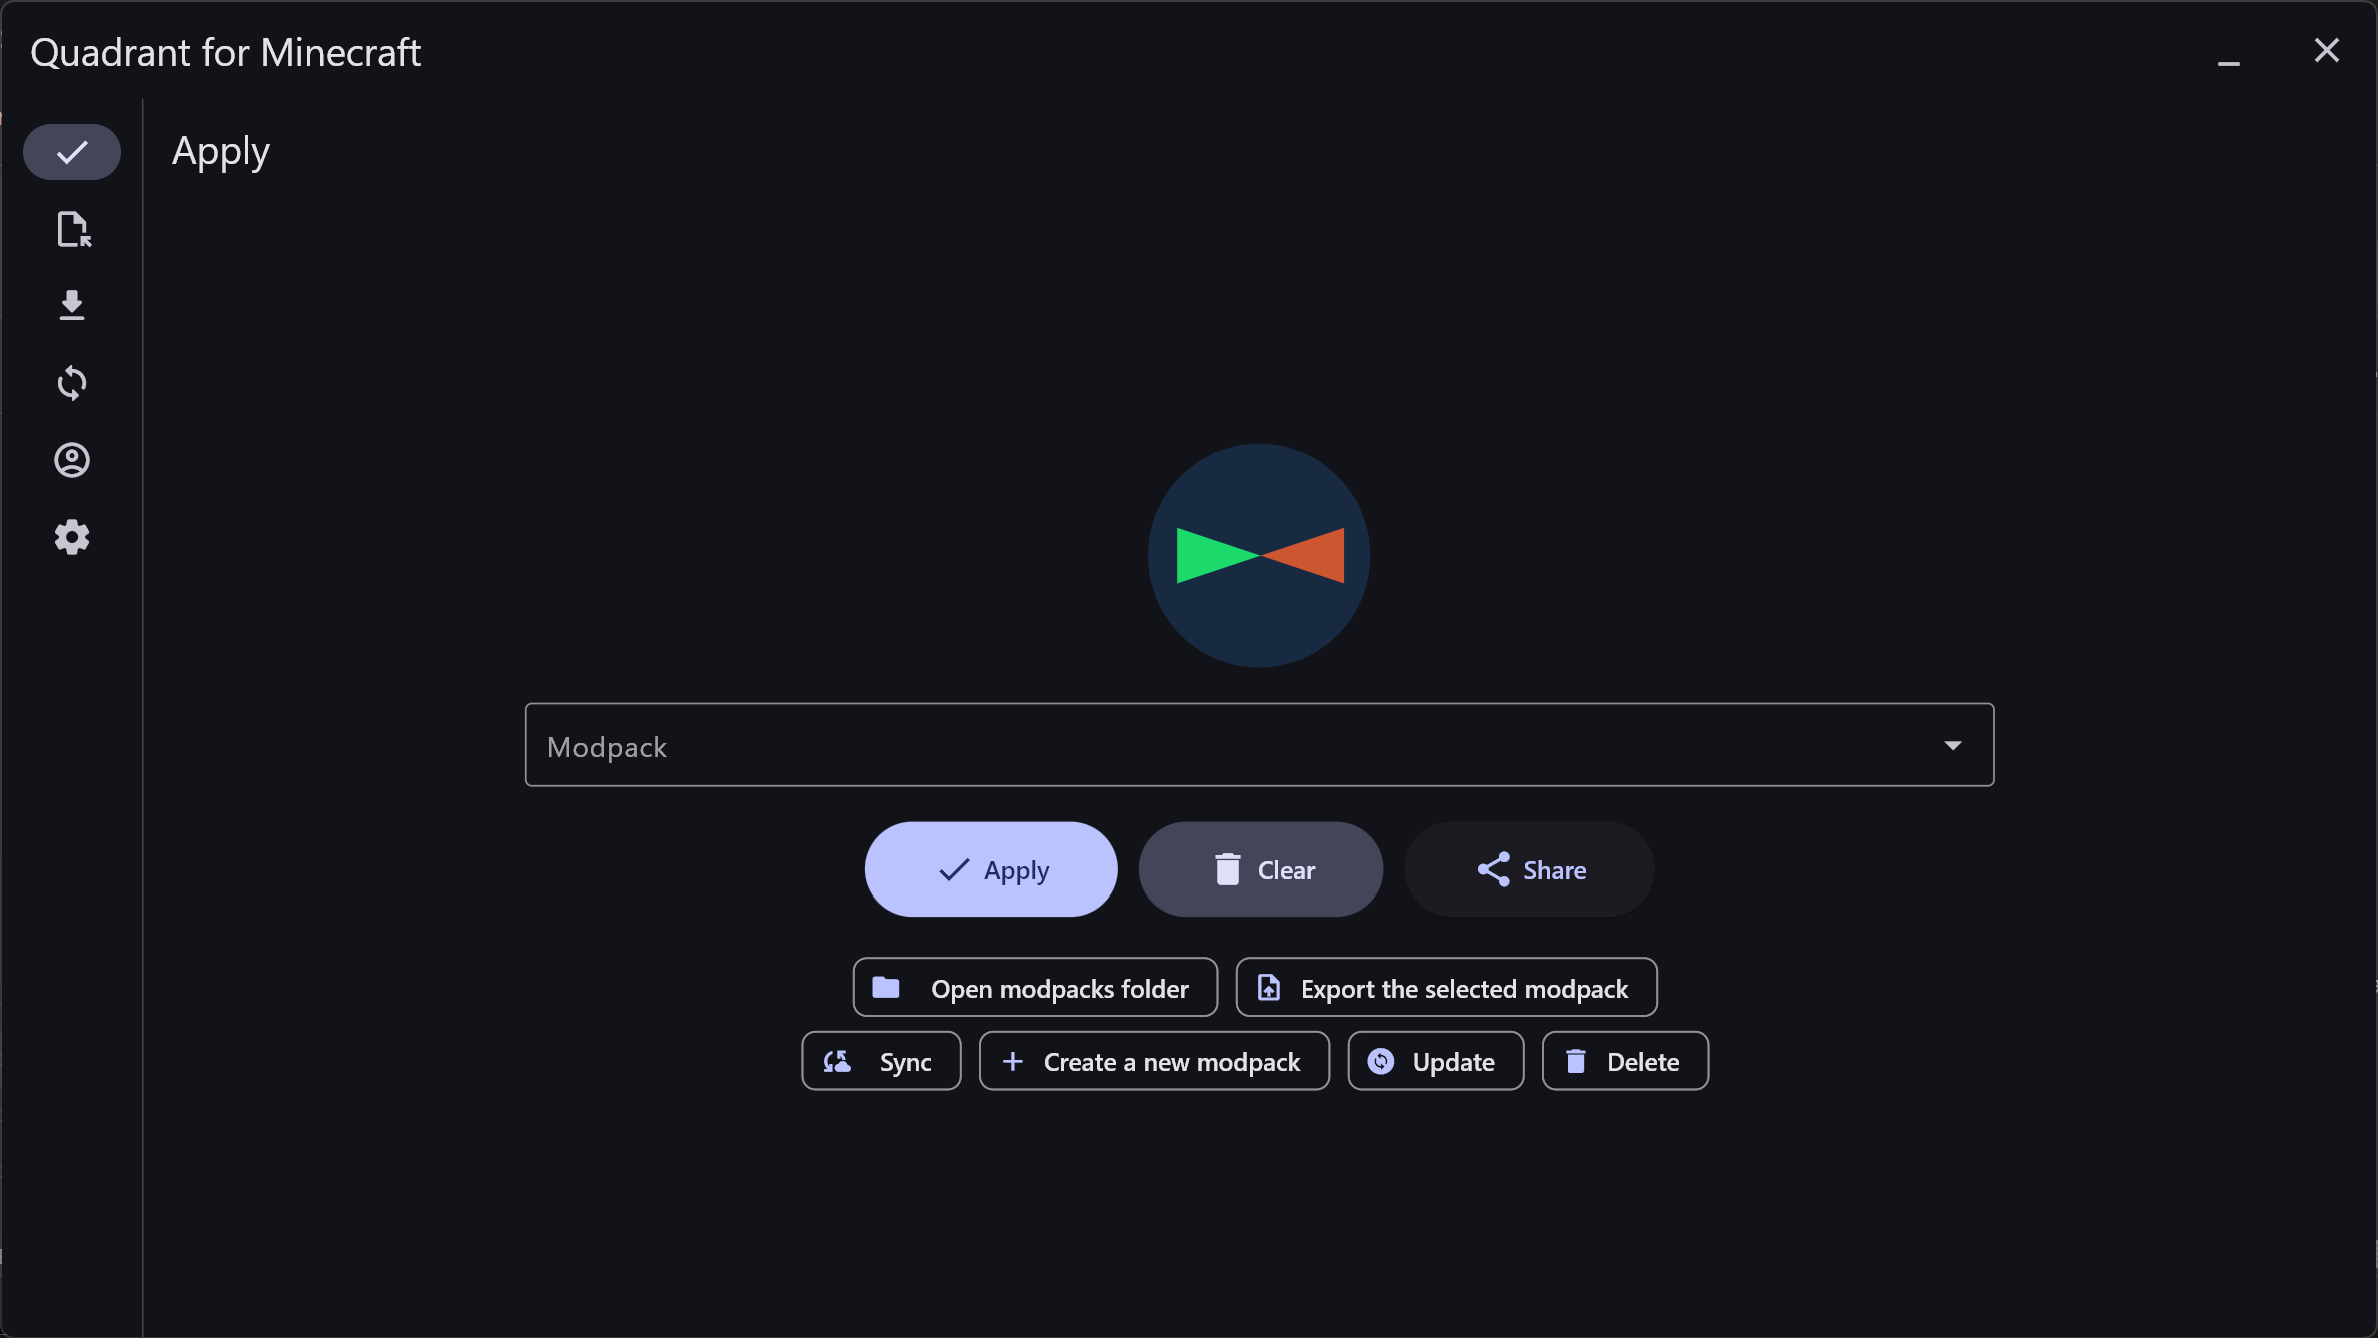 Quadrant for Minecraft
Apply
Modpack
Apply
Clear
Share
Open modpacks folder
Export the selected modpack
Sync
Create a new modpack
Update
Delete